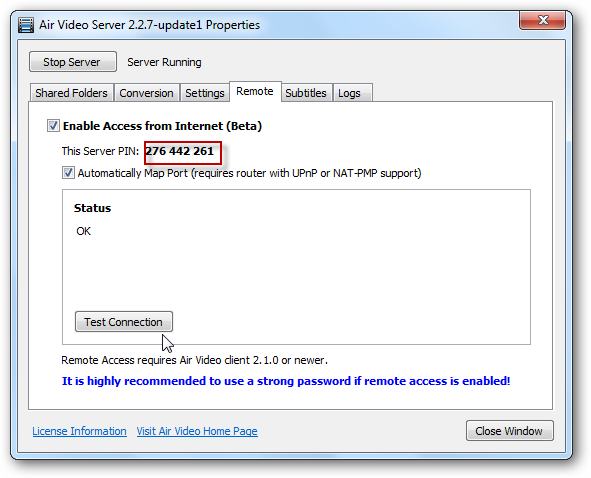 Air Video Server 2.2.7-update1 Properties
Stop Server Server Running
Shared Folders Conversion Settings Remote Subtitles Logs
Enable Access from Internet (Beta)
This Server PIN: 276 442 261
Automatically Map Port (requires router with UPnP or NAT-PMP support)
Status
OK
Test Connection
Remote Access requires Air Video client 2.1.0 or newer.
It is highly recommended to use a strong password if remote access is enabled!
License Information Visit Air Video Home Page Close Window